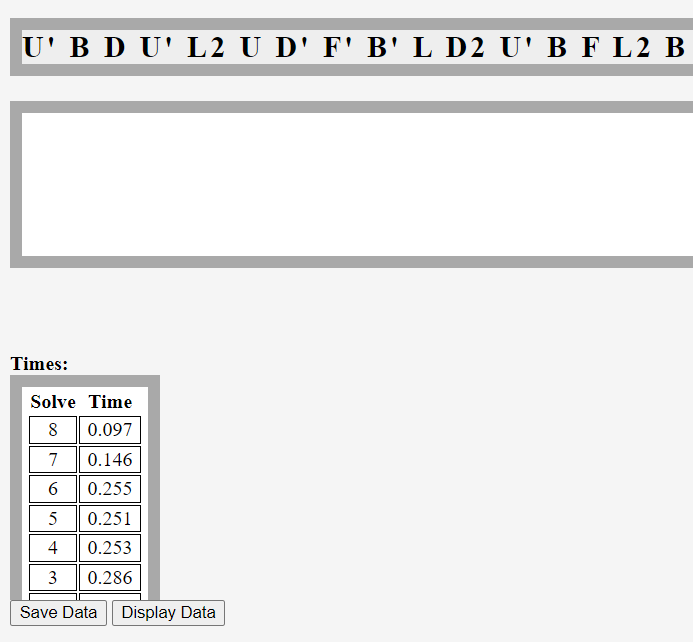 U' B D U' L2 U D' F' B' L D2 U' B F L2 B
Times:
Solve Time
8 0.097
7 0.146
6 0.255
5 0.251
4 0.253
3 0.286
Save Data Display Data